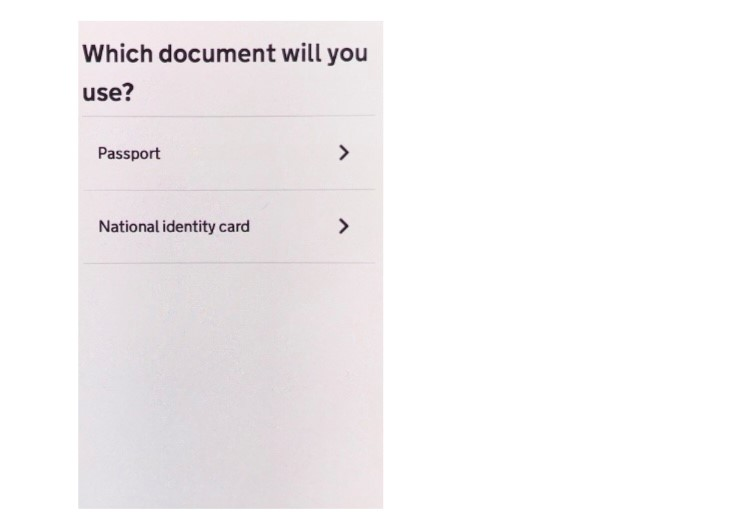 Which document will you
use?
Passport
National identity card